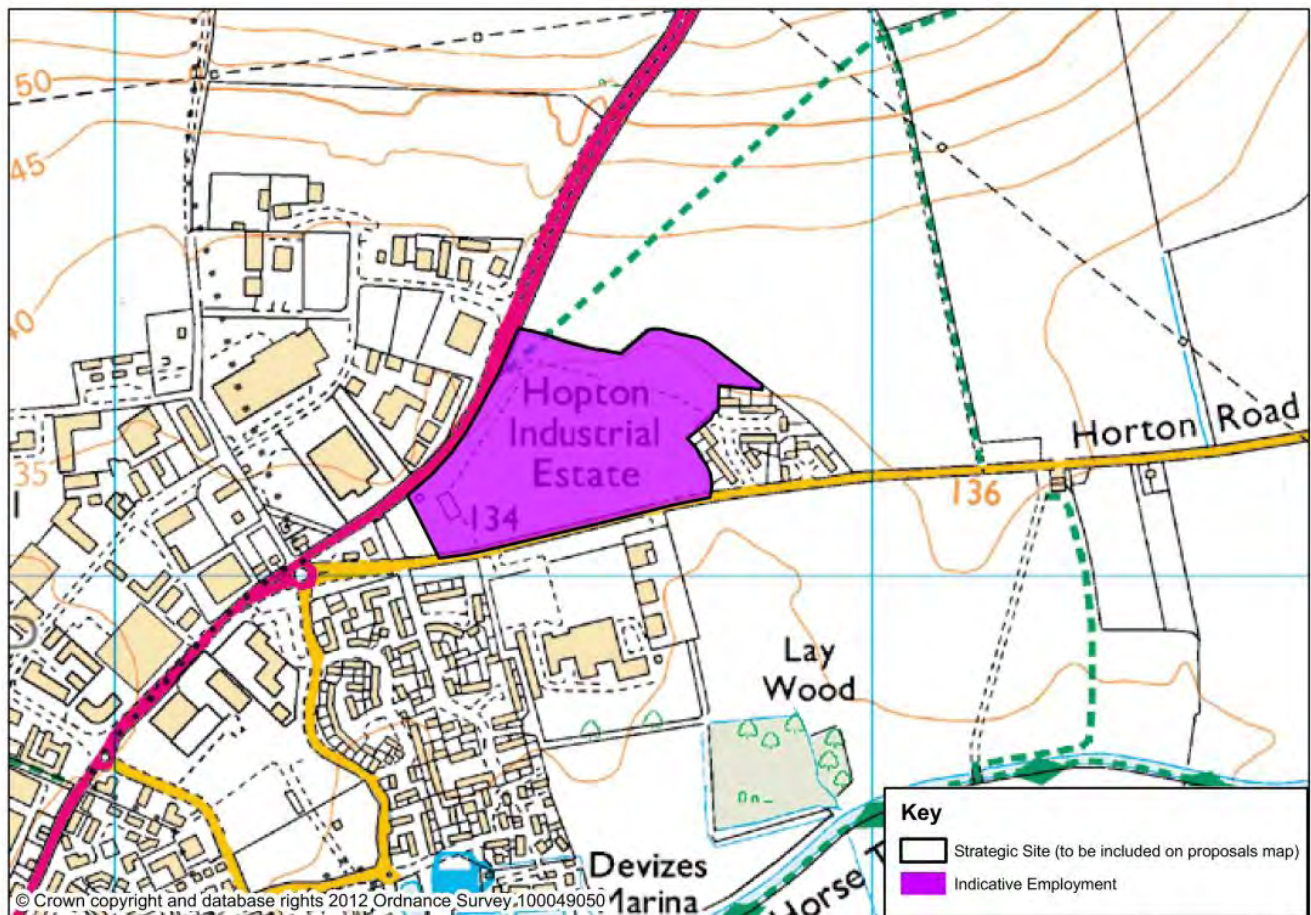 50
45
40
35
Hopton
Industrial
Estate
134
Horton Road
136
Lay
Wood
Devizes
Marina
Horse
Key
Strategic Site (to be included on proposals map)
Indicative Employment
© Crown copyright and database rights 2012 Ordnance Survey 100049050